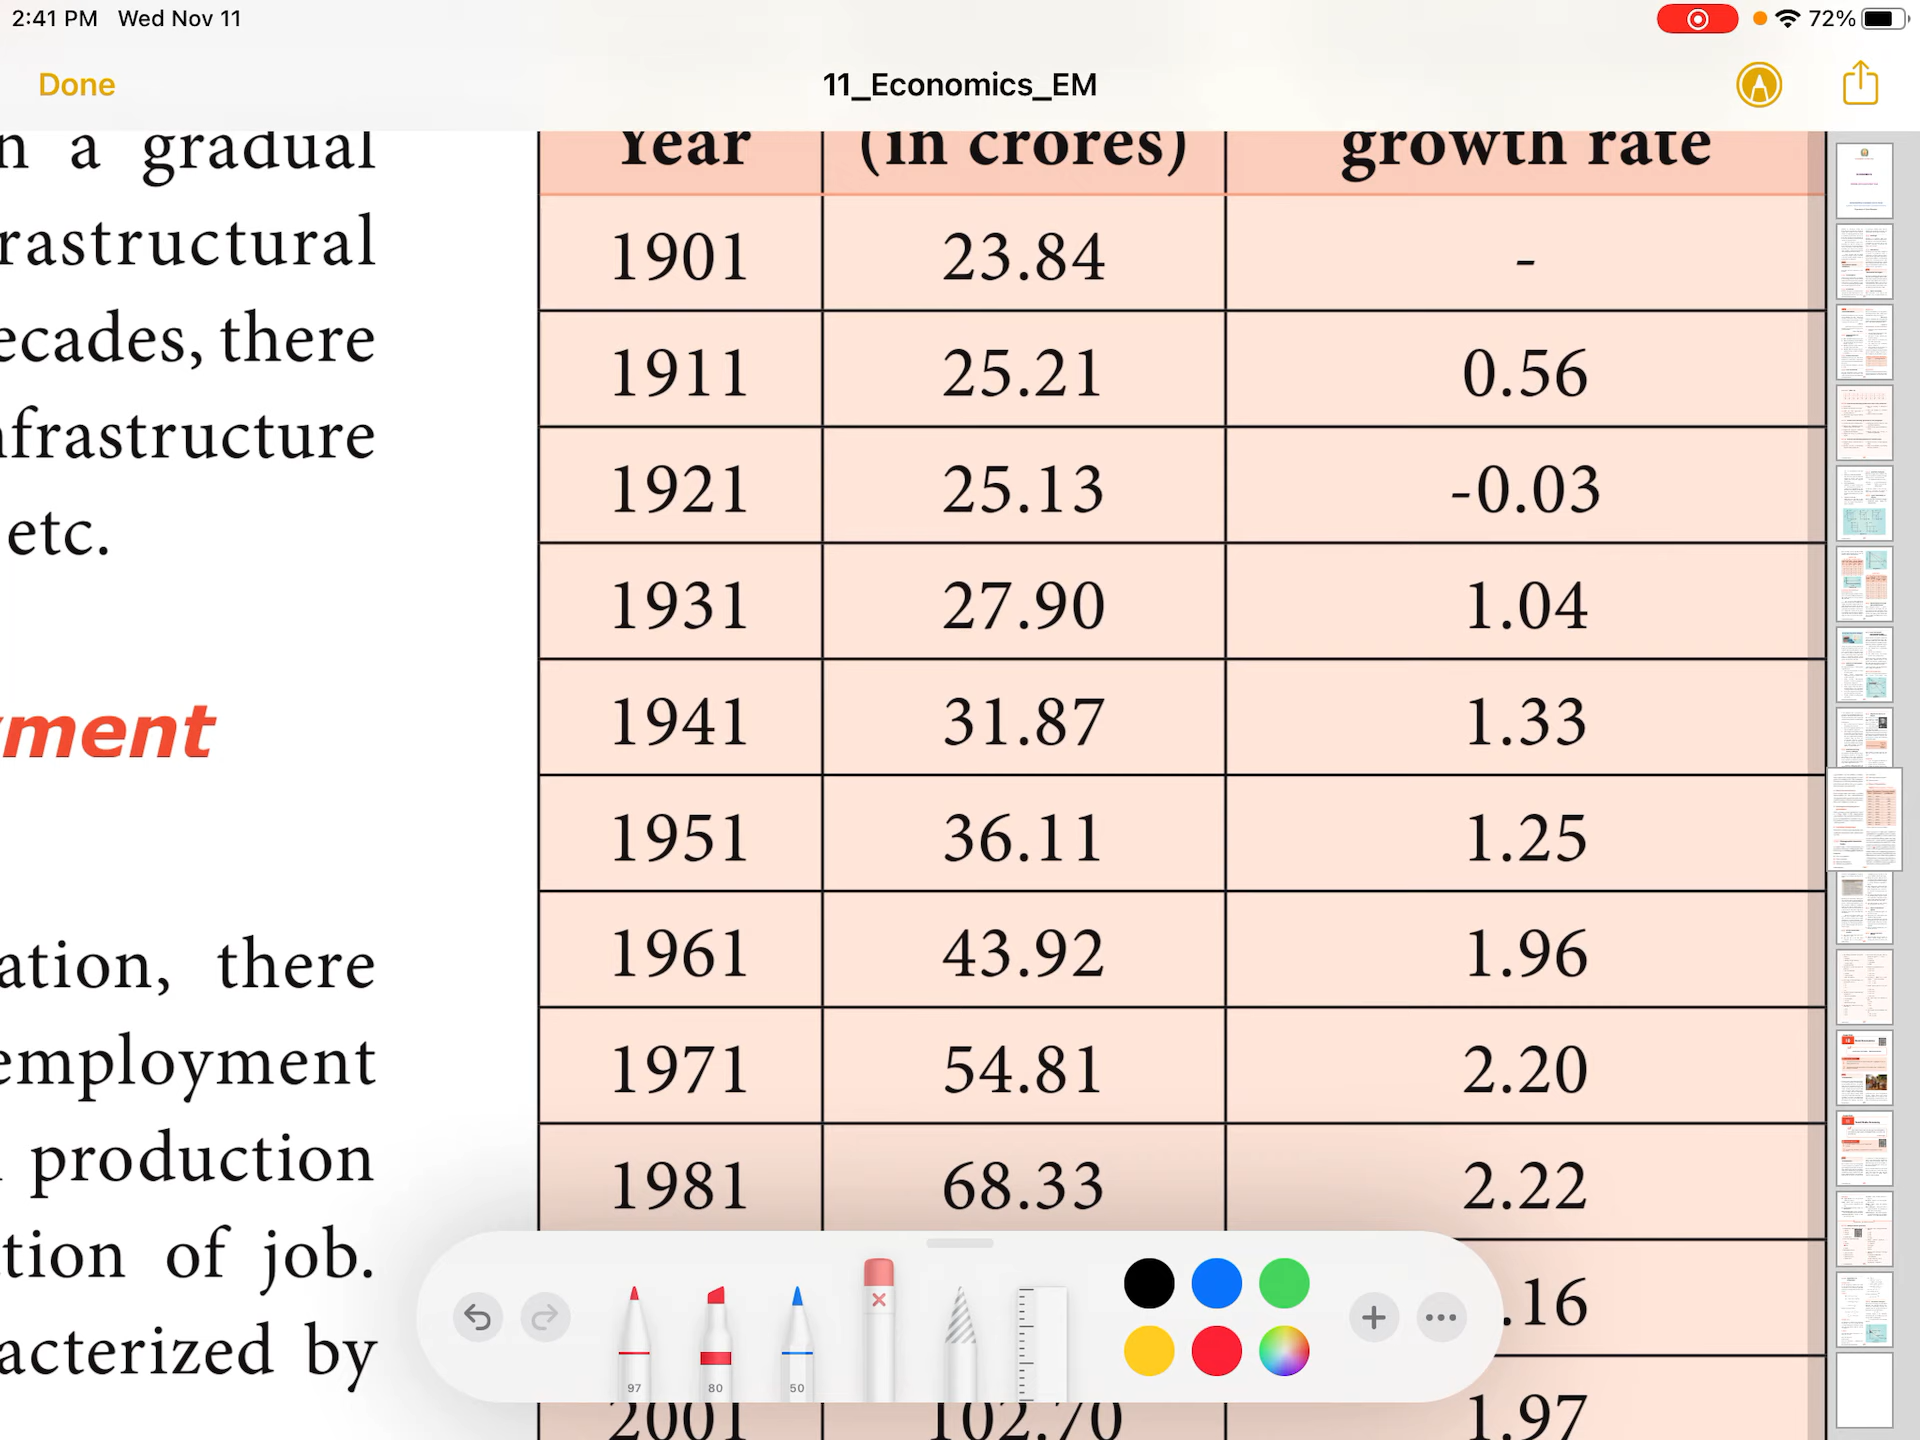 2:41 PM Wed Nov 11
72%
Done
11_Economics_EM
n a gradual
rastructural
ecades, there
nfrastructure
etc.
yment
ation, there
employment
production
tion of job.
acterized by
Year (in crores) growth rate
1901 23.84 -
1911 25.21 0.56
1921 25.13 -0.03
1931 27.90 1.04
1941 31.87 1.33
1951 36.11 1.25
1961 43.92 1.96
1971 54.81 2.20
1981 68.33 2.22
.16
2001 102.70 1.97
97 80 50